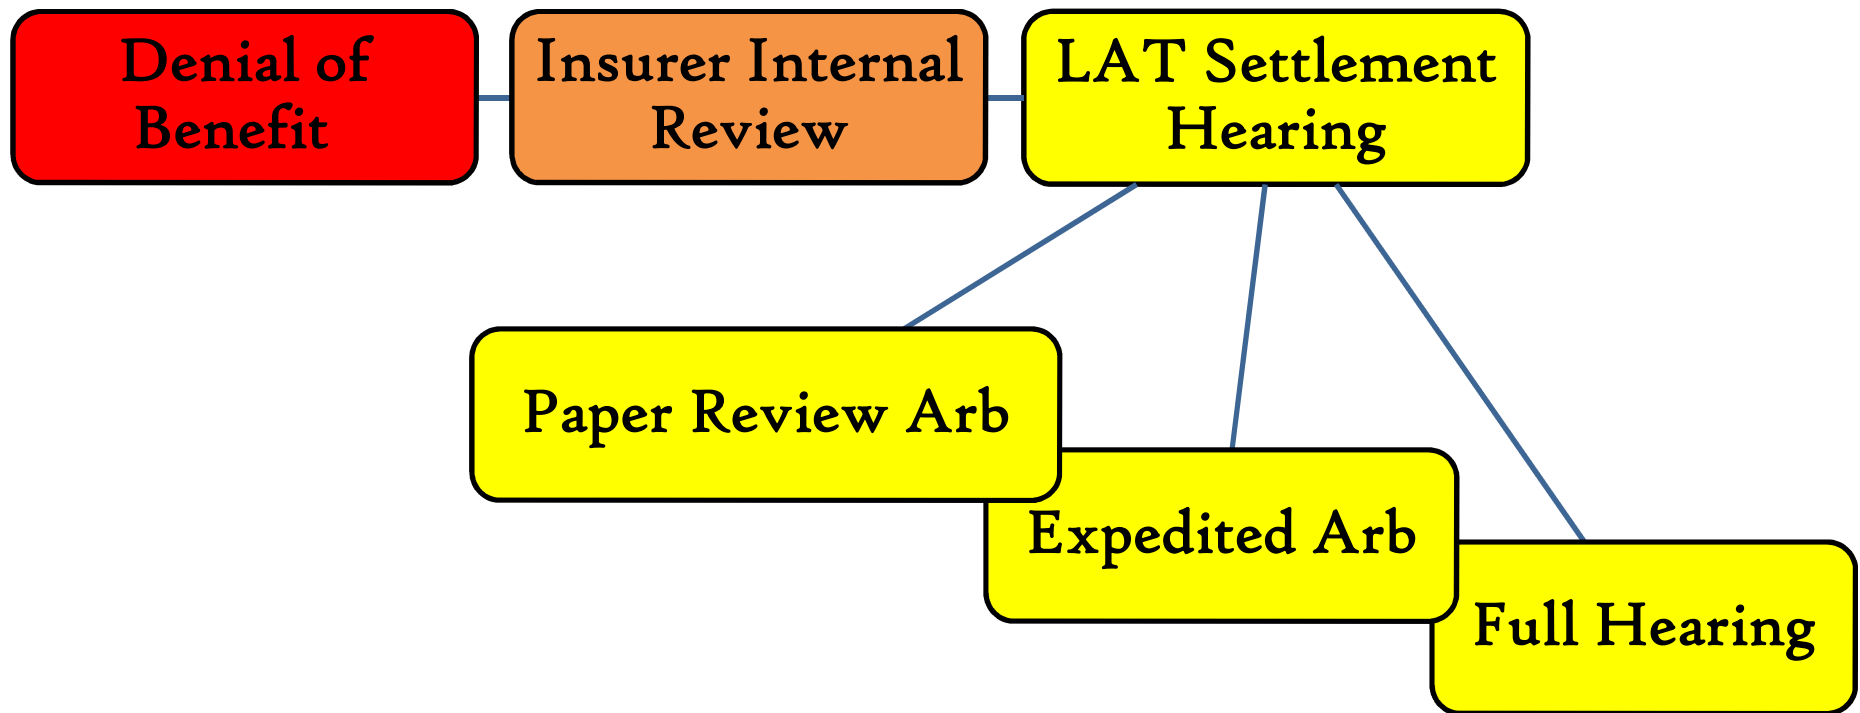 Denial of
Benefit
Insurer Internal
Review
LAT Settlement
Hearing
Paper Review Arb
Expedited Arb
Full Hearing